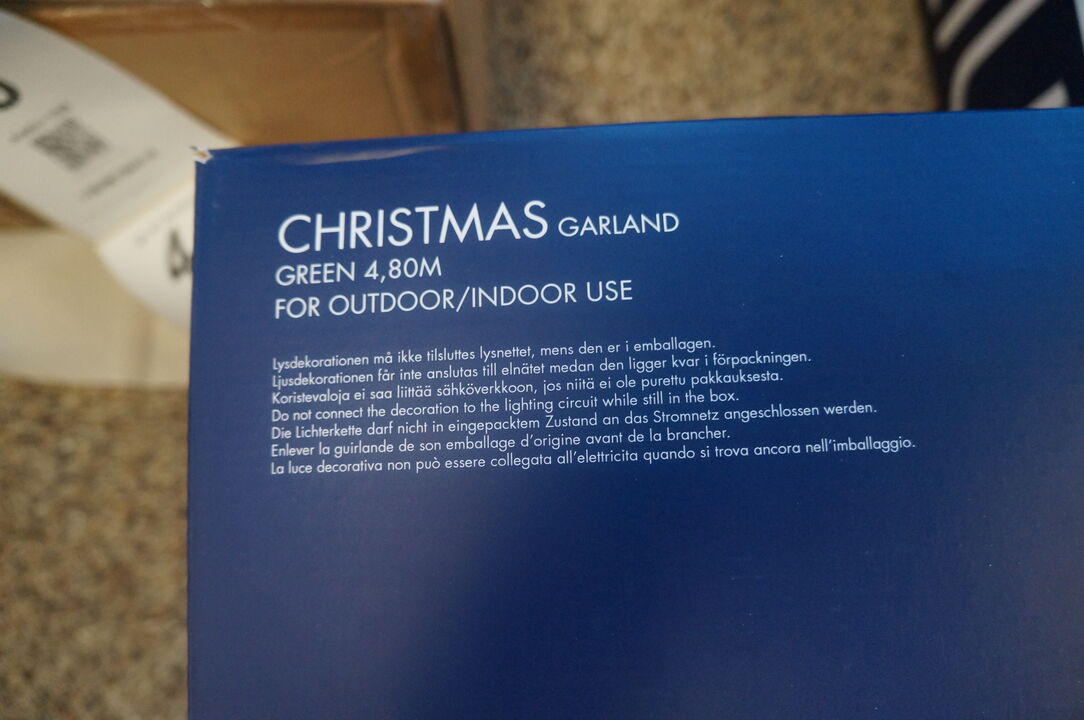 CHRISTMAS GARLAND
GREEN 4,80M
FOR OUTDOOR/INDOOR USE
Lysdekorationen må ikke tilsluttes lysnettet, mens den er i emballagen.
Ljusdekorationen får inte anslutas till elnätet medan den ligger kvar i förpackningen.
Koristevaloja ei saa liittää sähköverkkoon, jos niitä ei ole purettu pakkauksesta.
Do not connect the decoration to the lighting circuit while still in the box.
Die Lichterkette darf nicht in eingepacktem Zustand an das Stromnetz angeschlossen werden.
Enlever la guirlande de son emballage d'origine avant de la brancher.
La luce decorativa non può essere collegata all'elettricita quando si trova ancora nell'imballaggio.